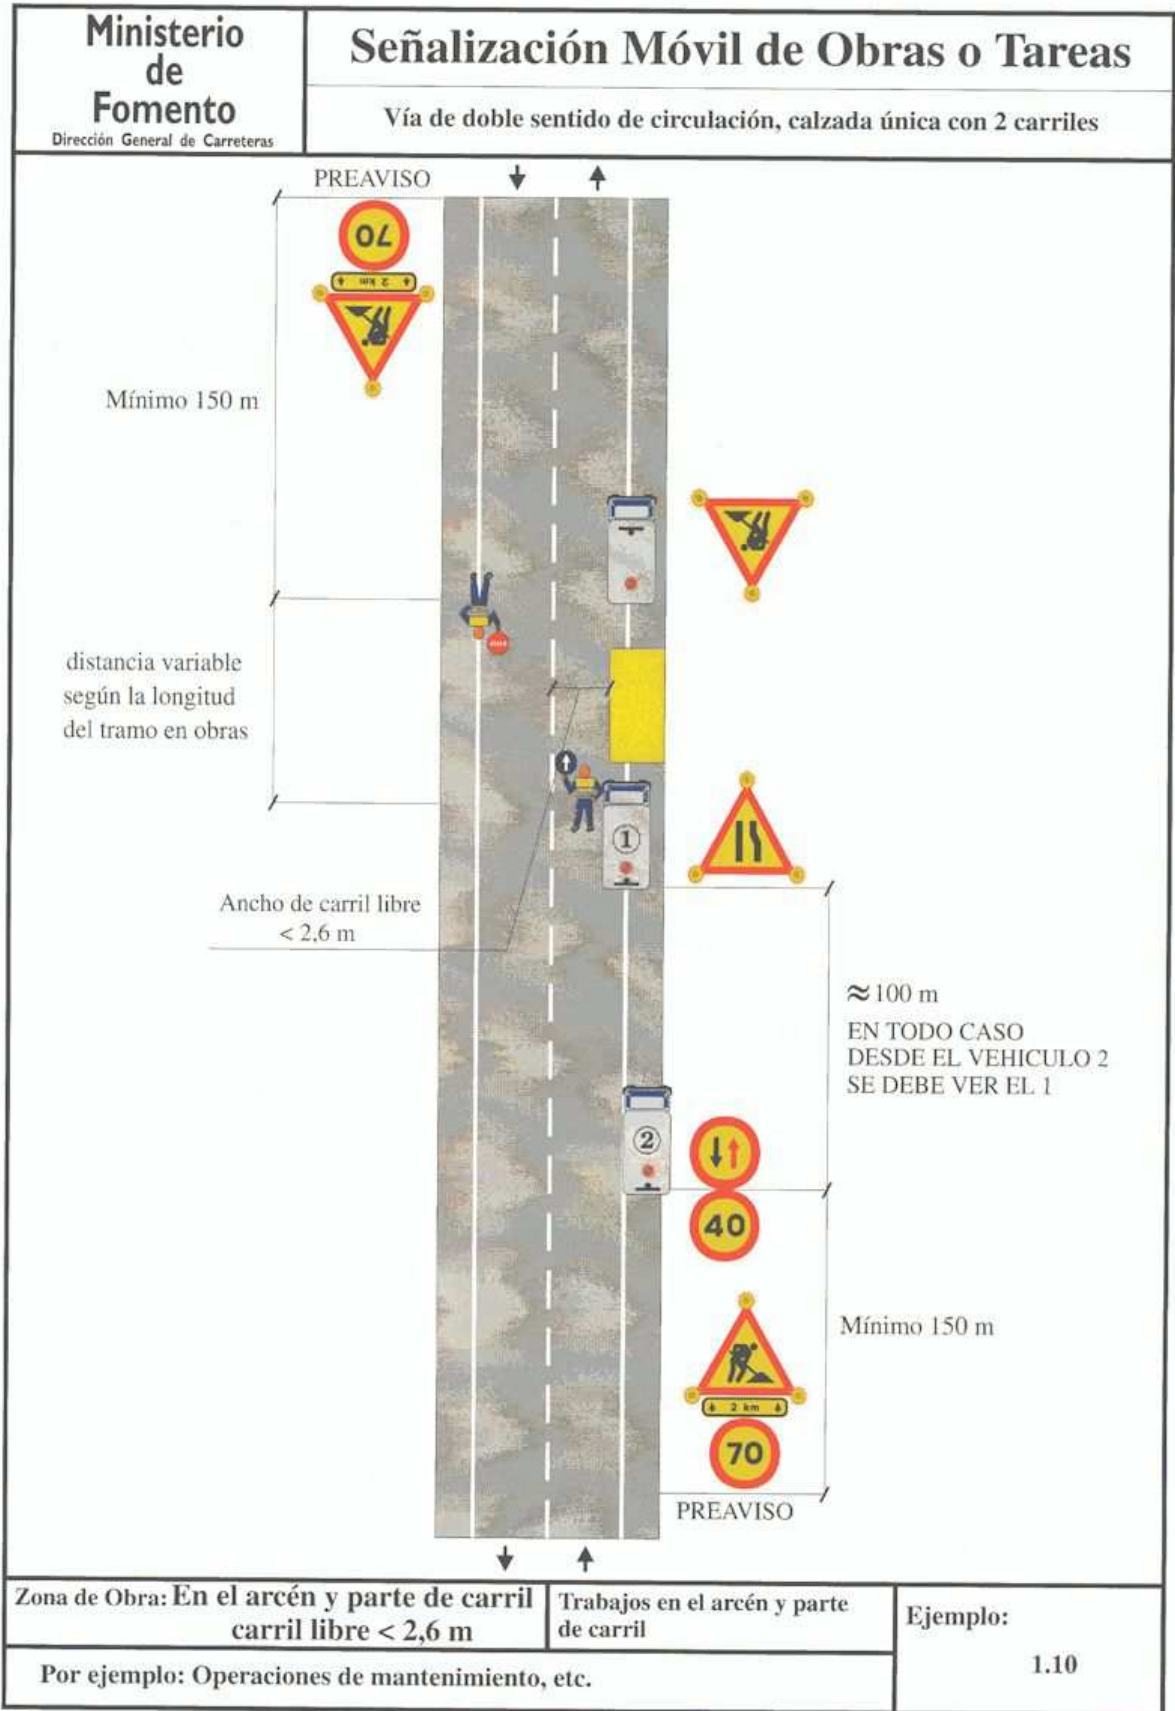 Ministerio
de
Fomento
Dirección General de Carreteras
Señalización Móvil de Obras o Tareas
Vía de doble sentido de circulación, calzada única con 2 carriles
PREAVISO
70
2 km
Mínimo 150 m
distancia variable
según la longitud
del tramo en obras
1
Ancho de carril libre
< 2,6 m
≈100 m
EN TODO CASO
DESDE EL VEHICULO 2
SE DEBE VER EL 1
2
40
Mínimo 150 m
2 km
70
PREAVISO
Zona de Obra: En el arcén y parte de carril
carril libre < 2,6 m
Trabajos en el arcén y parte
de carril
Ejemplo:
1.10
Por ejemplo: Operaciones de mantenimiento, etc.